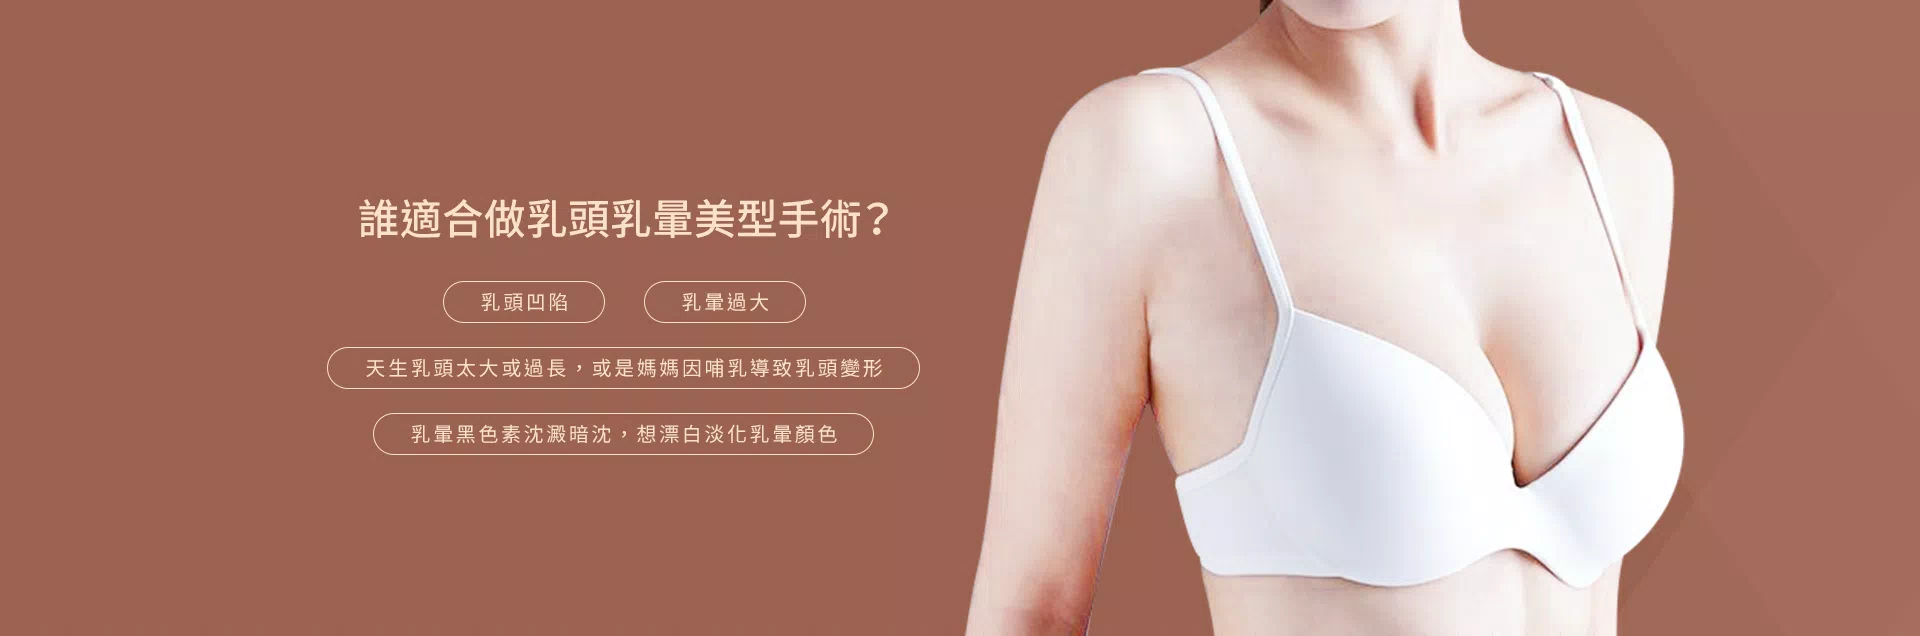 誰適合做乳頭乳暈美型手術？
乳頭凹陷
乳暈過大
天生乳頭太大或過長，或是媽媽因哺乳導致乳頭變形
乳暈黑色素沈澱暗沈，想漂白淡化乳暈顏色